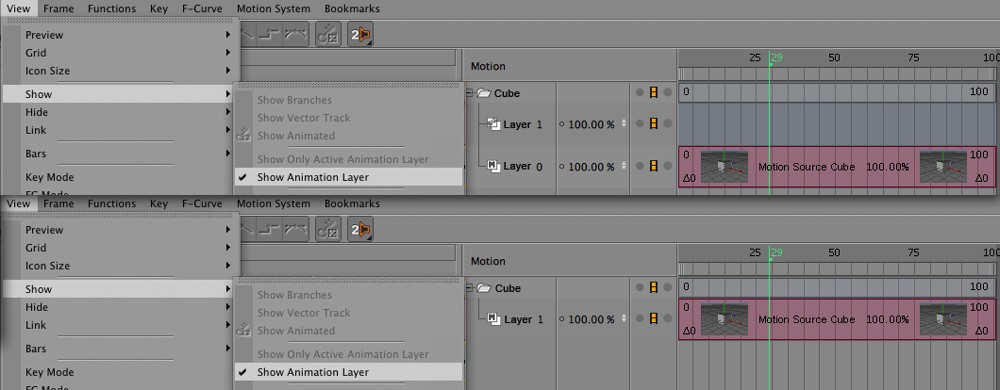 View Frame Functions Key F-Curve Motion System Bookmarks
Preview
Grid
Icon Size
Show
Hide
Link
Bars
Key Mode
FC Mode
Show Branches
Show Vector Track
Show Animated
Show Only Active Animation Layer
✓ Show Animation Layer
2
Motion
25 29 50 75 100
Cube
0 100
Layer 1 100.00 %
Layer 0 100.00 %
0 Motion Source Cube 100.00% 100
Δ0 Δ0
View Frame Functions Key F-Curve Motion System Bookmarks
Preview
Grid
Icon Size
Show
Hide
Link
Bars
Key Mode
FC Mode
Show Branches
Show Vector Track
Show Animated
Show Only Active Animation Layer
✓ Show Animation Layer
2
Motion
25 29 50 75 100
Cube
0 100
Layer 1 100.00 %
0 Motion Source Cube 100.00% 100
Δ0 Δ0